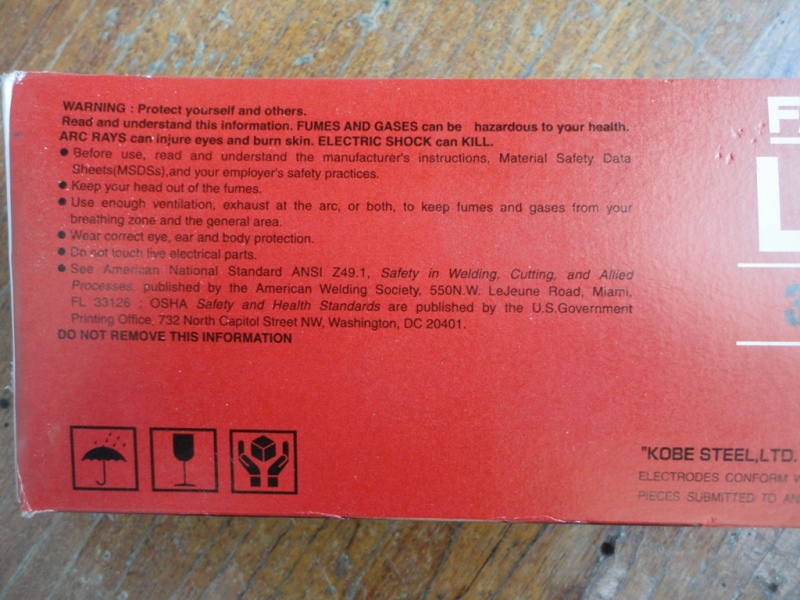 WARNING : Protect yourself and others.
Read and understand this information. FUMES AND GASES can be hazardous to your health.
ARC RAYS can injure eyes and burn skin. ELECTRIC SHOCK can KILL.
● Before use, read and understand the manufacturer's instructions. Material Safety Data
Sheets(MSDSs),and your employer's safety practices.
● Keep your head out of the fumes.
● Use enough ventilation, exhaust at the arc, or both, to keep fumes and gases from your
breathing zone and the general area.
● Wear correct eye, ear and body protection.
● Do not touch live electrical parts.
● See American National Standard ANSI Z49.1, Safety in Welding, Cutting, and Allied
Processes, published by the American Welding Society, 550N.W. LeJeune Road, Miami,
FL 33126 ; OSHA Safety and Health Standards are published by the U.S.Government
Printing Office, 732 North Capitol Street NW, Washington, DC 20401.
DO NOT REMOVE THIS INFORMATION
F
L
"KOBE STEEL,LTD.
ELECTRODES CONFORM
PIECES SUBMITTED TO